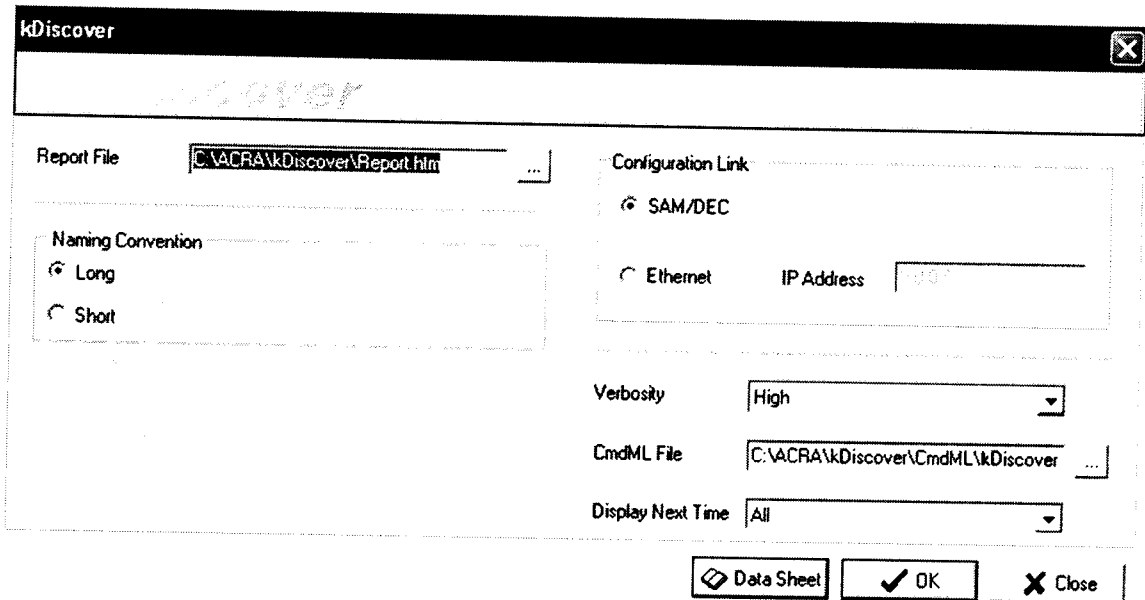 kDiscover
Report File C:\ACRA\kDiscover\Report.htm ...
Naming Convention
Long
Short
Configuration Link
SAM/DEC
Ethernet IP Address
Verbosity High
CmdML File C:\ACRA\kDiscover\CmdML\kDiscover ...
Display Next Time All
Data Sheet OK Close